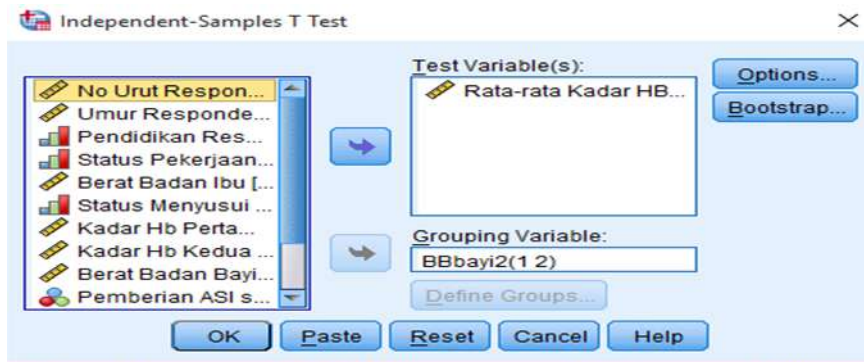 Independent-Samples T Test
No Urut Respon...
Umur Responde...
Pendidikan Res...
Status Pekerjaan...
Berat Badan Ibu [...
Status Menyusui ...
Kadar Hb Perta...
Kadar Hb Kedua ...
Berat Badan Bayi...
Pemberian ASI s...
Test Variable(s):
Rata-rata Kadar HB...
Grouping Variable:
BBbayi2(1 2)
Define Groups...
Options...
Bootstrap...
OK Paste Reset Cancel Help